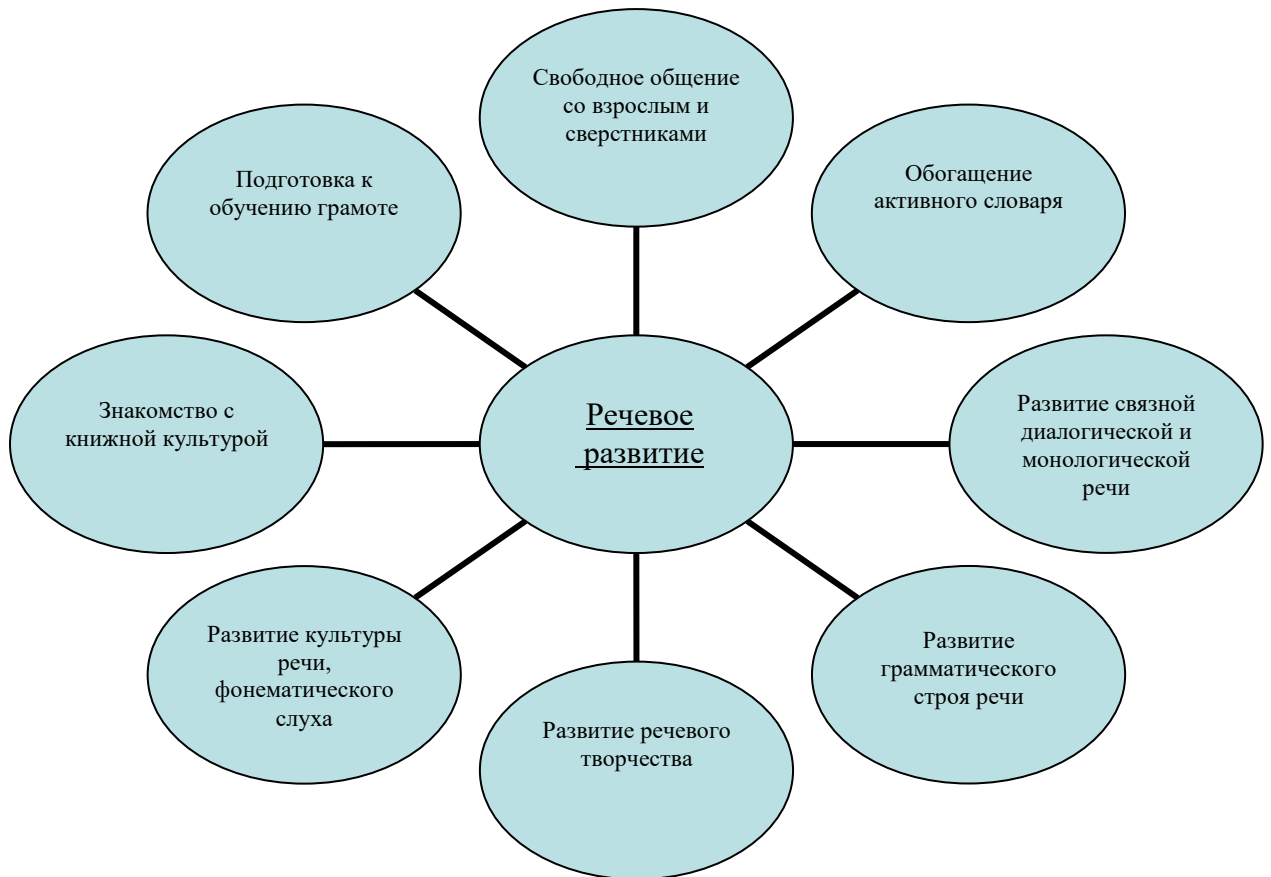 Свободное общение
со взрослым и
сверстниками
Подготовка к
обучению грамоте
Обогащение
активного словаря
Знакомство с
книжной культурой
Речевое
развитие
Развитие связной
диалогической и
монологической
речи
Развитие культуры
речи,
фонематического
слуха
Развитие речевого
творчества
Развитие
грамматического
строя речи